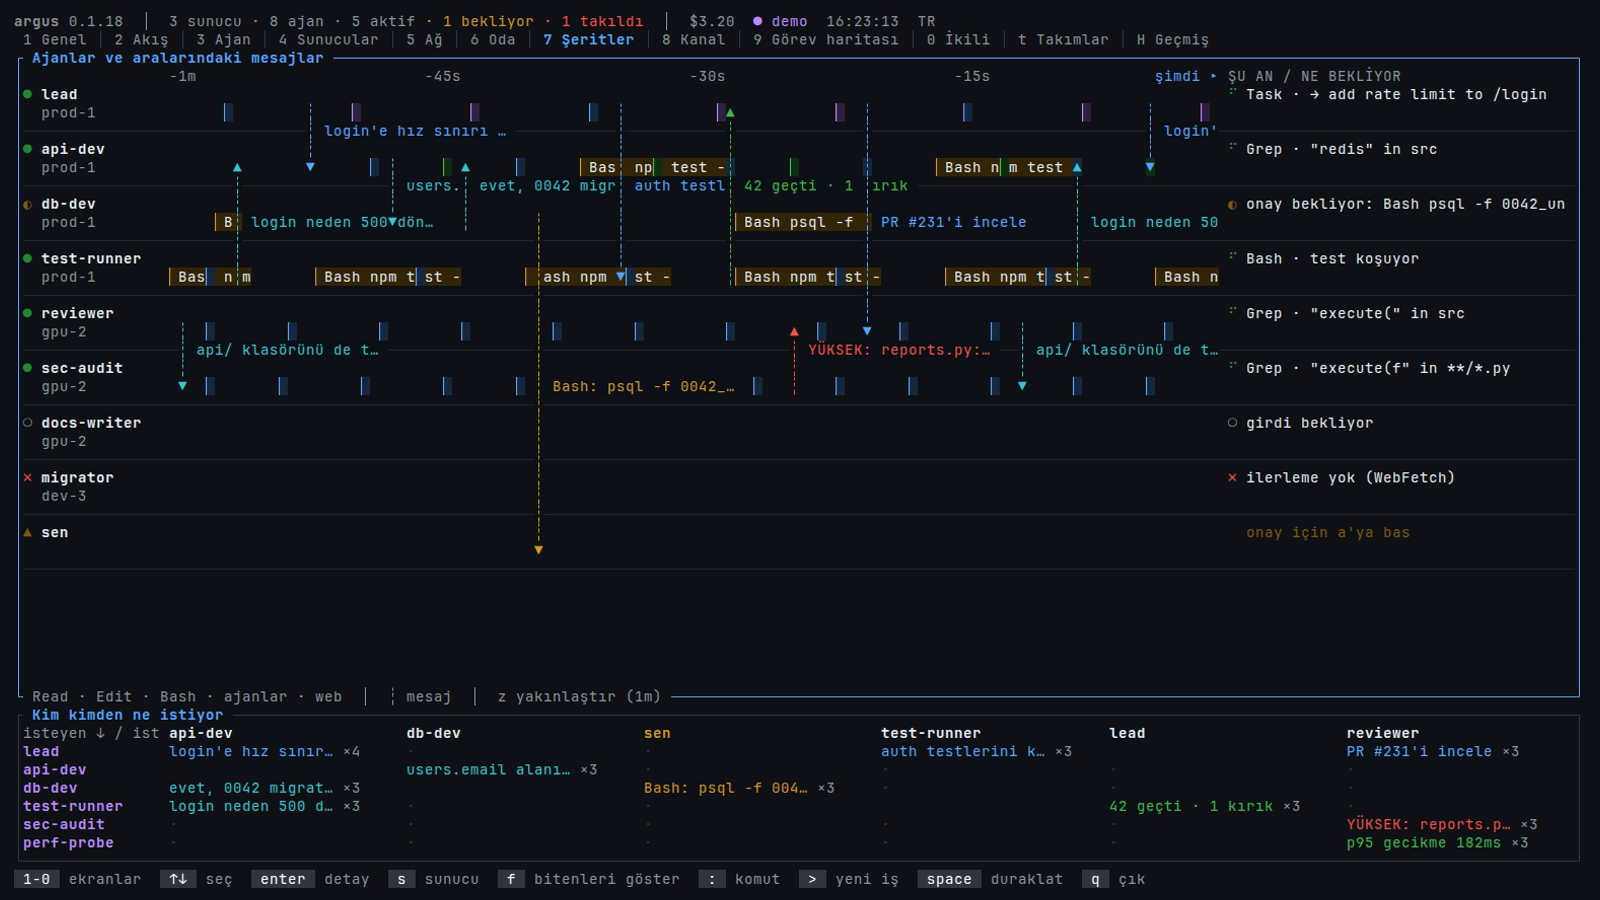 argus 0.1.18 │ 3 sunucu · 8 ajan · 5 aktif · 1 bekliyor · 1 takıldı │ $3.20 ● demo 16:23:13 TR
1 Genel │ 2 Akış │ 3 Ajan │ 4 Sunucular │ 5 Ağ │ 6 Oda │ 7 Şeritler │ 8 Kanal │ 9 Görev haritası │ 0 İkili │ t Takımlar │ H Geçmiş
Ajanlar ve aralarındaki mesajlar
-1m -45s -30s -15s şimdi ‣ ŞU AN / NE BEKLİYOR
● lead Task · → add rate limit to /login
prod-1
login'e hız sınırı … login'
● api-dev Grep · "redis" in src
prod-1 Bas np test - Bash n m test
users. evet, 0042 migr auth testl 42 geçti · 1 ırık
◐ db-dev ◐ onay bekliyor: Bash psql -f 0042_un
prod-1 B login neden 500▼dön… Bash psql -f PR #231'i incele login neden 50
● test-runner Bash · test koşuyor
prod-1 Bas n m Bash npm t st - ash npm ▼ st - Bash npm t st - Bash npm t st - Bash n
● reviewer Grep · "execute(" in src
gpu-2
api/ klasörünü de t… YÜKSEK: reports.py:… api/ klasörünü de t…
● sec-audit Grep · "execute(f" in **/*.py
gpu-2 Bash: psql -f 0042_…
○ docs-writer ○ girdi bekliyor
gpu-2
× migrator × ilerleme yok (WebFetch)
dev-3
▲ sen onay için a'ya bas
Read · Edit · Bash · ajanlar · web │ ¦ mesaj │ z yakınlaştır (1m)
Kim kimden ne istiyor
isteyen ↓ / ist api-dev db-dev sen test-runner lead reviewer
lead login'e hız sınır… ×4 · · auth testlerini k… ×3 PR #231'i incele ×3
api-dev users.email alanı… ×3 · · · ·
db-dev evet, 0042 migrat… ×3 Bash: psql -f 004… ×3 · · ·
test-runner login neden 500 d… ×3 · · 42 geçti · 1 kırık ×3 ·
sec-audit · · · · · YÜKSEK: reports.p… ×3
perf-probe · · · · · p95 gecikme 182ms ×3
1-0 ekranlar ↑↓ seç enter detay s sunucu f bitenleri göster : komut > yeni iş space duraklat q çık